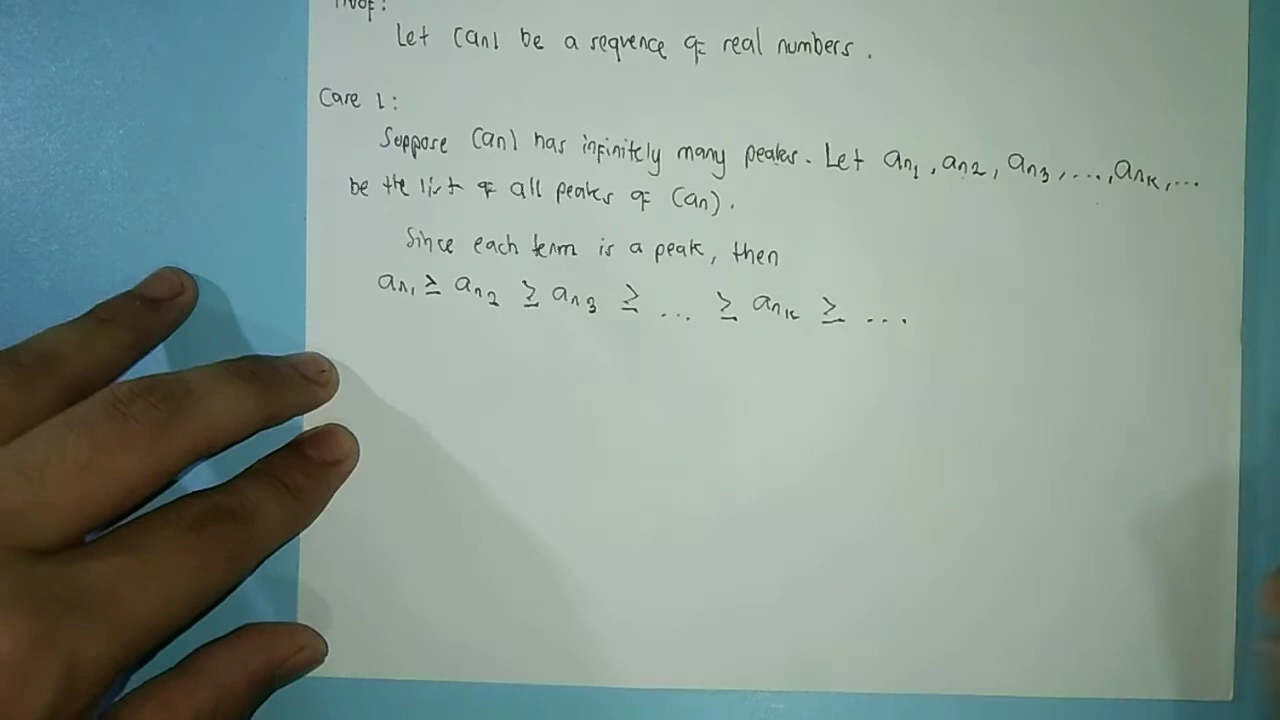 Proof:
Let (an) be a sequence of real numbers.
Case 1:
Suppose (an) has infinitely many peaks. Let an₁, an₂, an₃, ..., anₖ, ...
be the list of all peaks of (an).
Since each term is a peak, then
an₁ ≥ an₂ ≥ an₃ ≥ ... ≥ anₖ ≥ ...